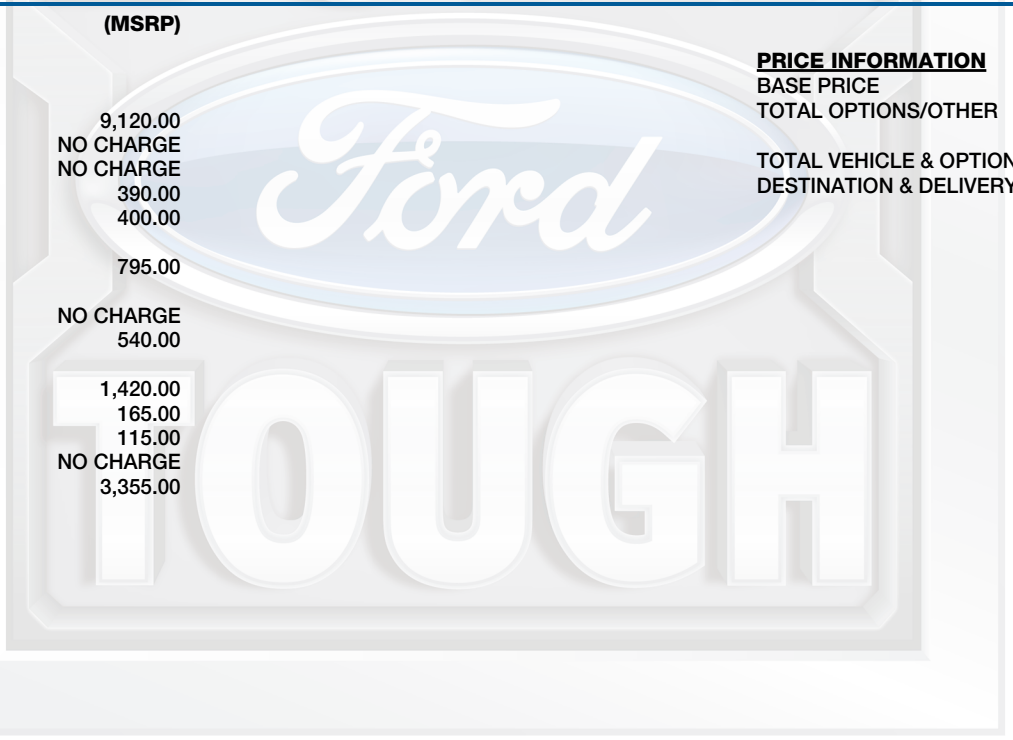 (MSRP)
9,120.00
NO CHARGE
NO CHARGE
390.00
400.00
795.00
NO CHARGE
540.00
1,420.00
165.00
115.00
NO CHARGE
3,355.00
PRICE INFORMATION
BASE PRICE
TOTAL OPTIONS/OTHER
TOTAL VEHICLE & OPTION
DESTINATION & DELIVERY
Ford
TOUGH